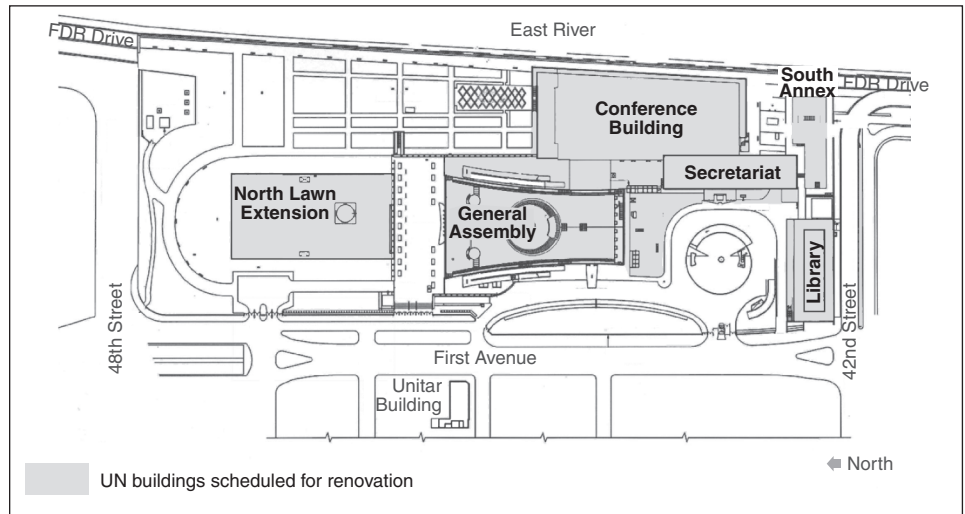 East River
FDR Drive
South
Annex
FDR Drive
Conference
Building
Secretariat
North Lawn
Extension
General
Assembly
Library
48th Street
42nd Street
First Avenue
Unitar
Building
North
UN buildings scheduled for renovation